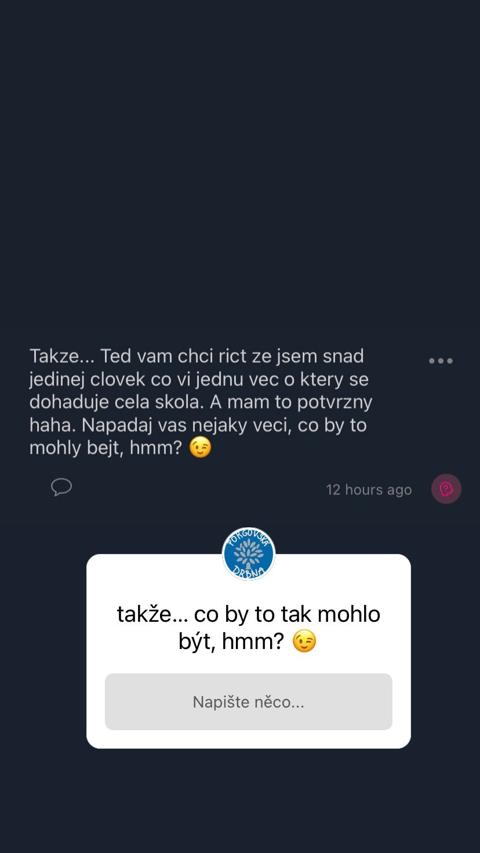 Takze... Ted vam chci rict ze jsem snad
jedinej clovek co vi jednu vec o ktery se
dohaduje cela skola. A mam to potvrzny
haha. Napadaj vas nejaky veci, co by to
mohly bejt, hmm? 😉
12 hours ago
PORGOVSKÁ
DRBNA
takže... co by to tak mohlo
být, hmm? 😉
Napište něco...